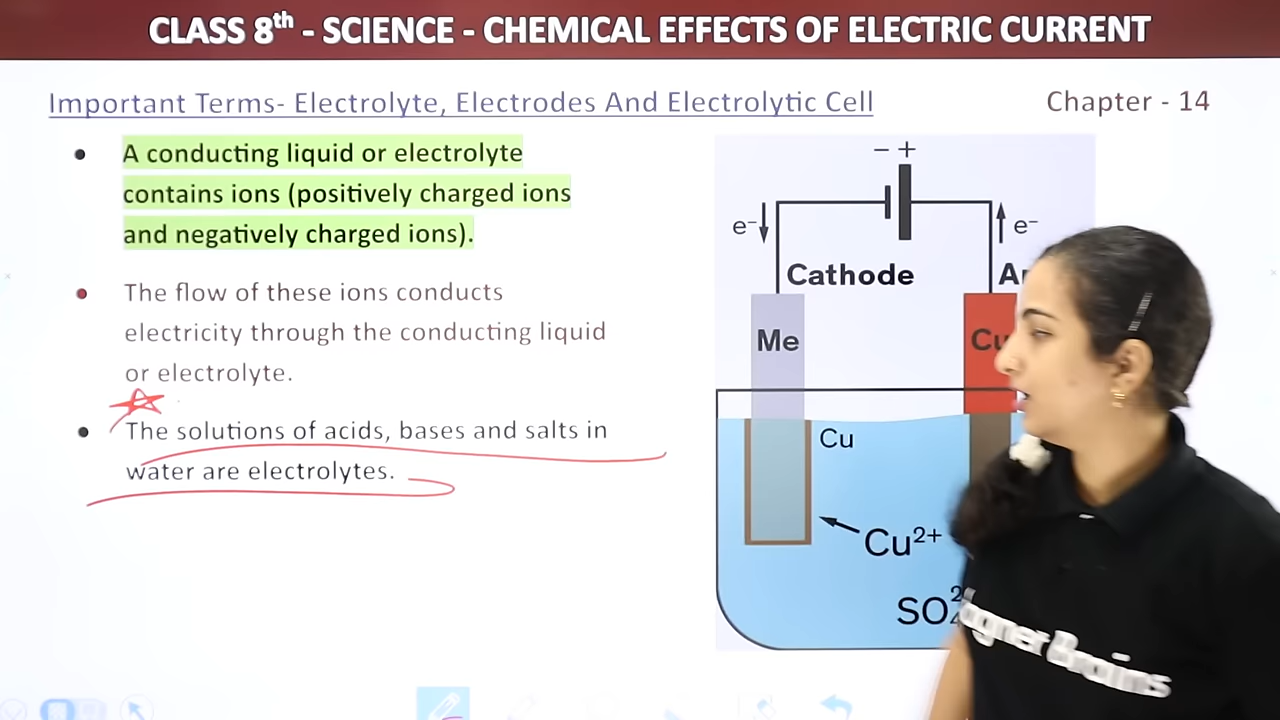 CLASS 8th - SCIENCE - CHEMICAL EFFECTS OF ELECTRIC CURRENT
Important Terms- Electrolyte, Electrodes And Electrolytic Cell
Chapter - 14
A conducting liquid or electrolyte
contains ions (positively charged ions
and negatively charged ions).
The flow of these ions conducts
electricity through the conducting liquid
or electrolyte.
The solutions of acids, bases and salts in
water are electrolytes.
− +
e⁻
e⁻
Cathode
Me
Cu
Cu
Cu²⁺
Brains